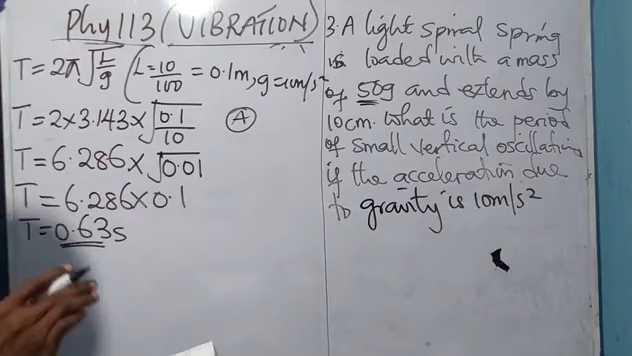 Phy 113 (VIBRATION)
T = 2π√L/g (L = 10/100 = 0.1m, g = 10m/s²
T = 2 x 3.143 x √0.1/10 (A)
T = 6.286 x √0.01
T = 6.286 x 0.1
T = 0.63s
3. A light spiral spring
is loaded with a mass
of 50g and extends by
10cm. what is the period
of small vertical oscillation
if the acceleration due
to gravity is 10m/s²